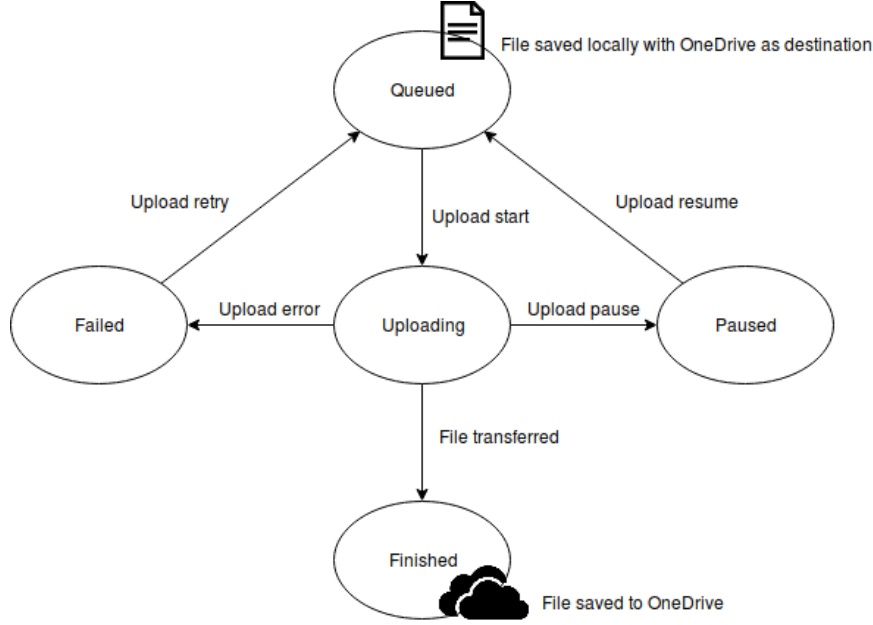 File saved locally with OneDrive as destination
Queued
Upload retry
Upload start
Upload resume
Failed
Upload error
Uploading
Upload pause
Paused
File transferred
Finished
File saved to OneDrive